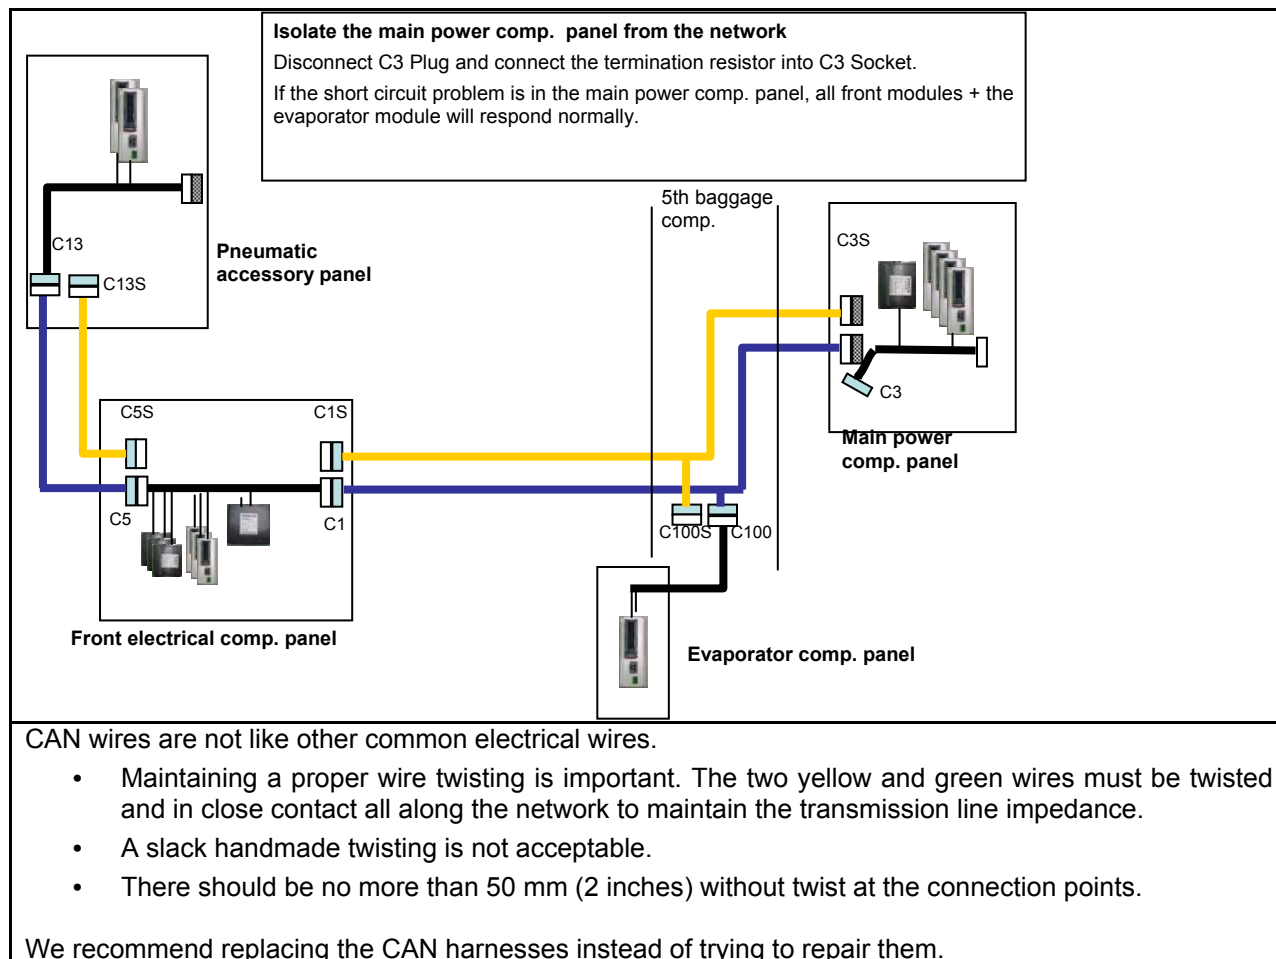 Isolate the main power comp. panel from the network
Disconnect C3 Plug and connect the termination resistor into C3 Socket.
If the short circuit problem is in the main power comp. panel, all front modules + the
evaporator module will respond normally.
5th baggage
comp.
C3S
C13
Pneumatic
accessory panel
C13S
C3
C5S
C1S
Main power
comp. panel
C5
C1
C100S
C100
Front electrical comp. panel
Evaporator comp. panel
CAN wires are not like other common electrical wires.
• Maintaining a proper wire twisting is important. The two yellow and green wires must be twisted
and in close contact all along the network to maintain the transmission line impedance.
• A slack handmade twisting is not acceptable.
• There should be no more than 50 mm (2 inches) without twist at the connection points.
We recommend replacing the CAN harnesses instead of trying to repair them.